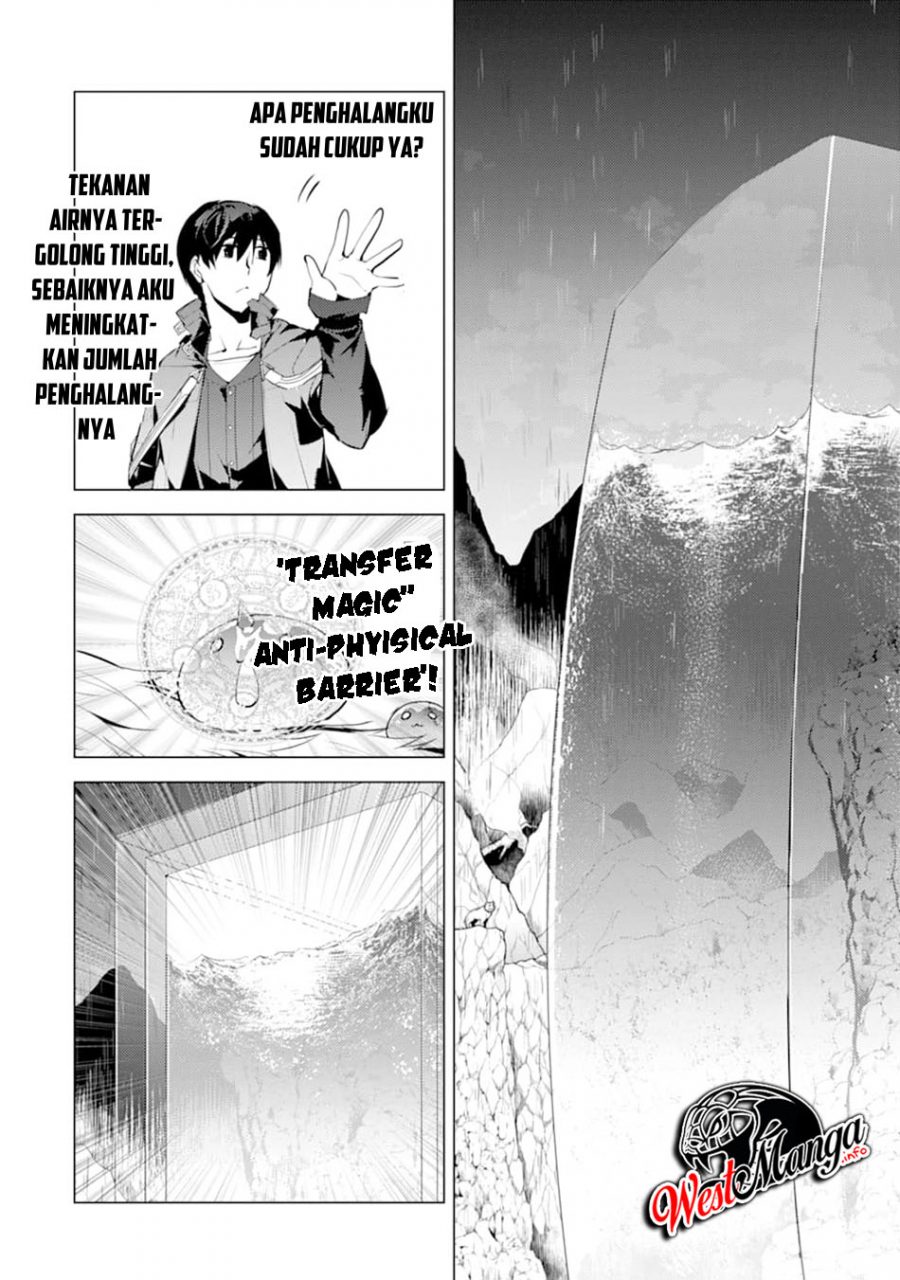 APA PENGHALANGKU
SUDAH CUKUP YA?
TEKANAN
AIRNYA TER-
GOLONG TINGGI,
SEBAIKNYA AKU
MENINGKAT-
KAN JUMLAH
PENGHALANG-
NYA
'TRANSFER
MAGIC"
ANTI-PHYISICAL
BARRIER'!
WestManga
.info